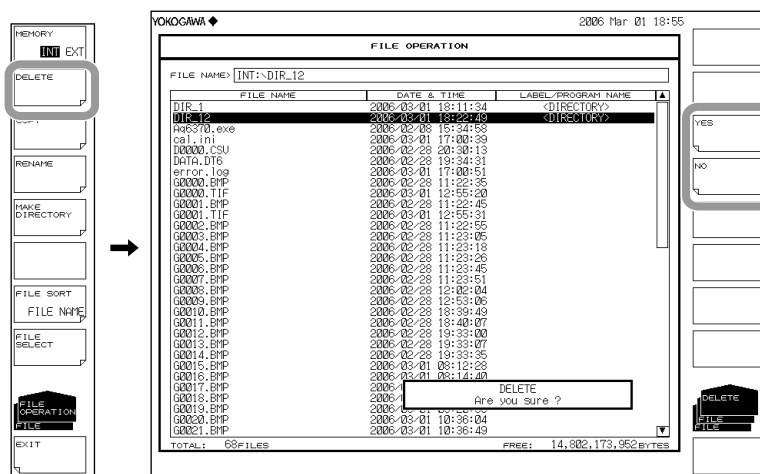 YOKOGAWA
2006 Mar 01 18:55
MEMORY
INT EXT
DELETE
COPY
RENAME
MAKE
DIRECTORY
FILE SORT
FILE NAME
FILE
SELECT
FILE
OPERATION
FILE
EXIT
FILE OPERATION
FILE NAME> INT:\DIR_12
FILE NAME DATE & TIME LABEL/PROGRAM NAME
DIR_1 2006/03/01 18:11:34 <DIRECTORY>
DIR_12 2006/03/01 18:22:49 <DIRECTORY>
Aq6370.exe 2006/02/08 15:34:58
cal.ini 2006/03/01 17:00:39
D0000.CSV 2006/02/28 20:30:13
DATA.DT6 2006/02/28 19:34:31
error.log 2006/03/01 17:00:51
G0000.BMP 2006/02/28 11:22:35
G0000.TIF 2006/03/01 12:55:20
G0001.BMP 2006/02/28 11:22:45
G0001.TIF 2006/03/01 12:55:31
G0002.BMP 2006/02/28 11:22:55
G0003.BMP 2006/02/28 11:23:05
G0004.BMP 2006/02/28 11:23:18
G0005.BMP 2006/02/28 11:23:26
G0006.BMP 2006/02/28 11:23:45
G0007.BMP 2006/02/28 11:23:51
G0008.BMP 2006/02/28 12:02:04
G0009.BMP 2006/02/28 12:53:06
G0010.BMP 2006/02/28 18:39:49
G0011.BMP 2006/02/28 18:40:07
G0012.BMP 2006/02/28 19:33:00
G0013.BMP 2006/02/28 19:33:07
G0014.BMP 2006/02/28 19:33:35
G0015.BMP 2006/03/01 08:12:28
G0016.BMP 2006/03/01 08:14:40
G0017.BMP
G0018.BMP
G0019.BMP
G0020.BMP 2006/03/01 10:36:04
G0021.BMP 2006/03/01 10:36:49
DELETE
Are you sure ?
TOTAL: 68FILES FREE: 14,802,173,952BYTES
YES
NO
DELETE
FILE
FILE